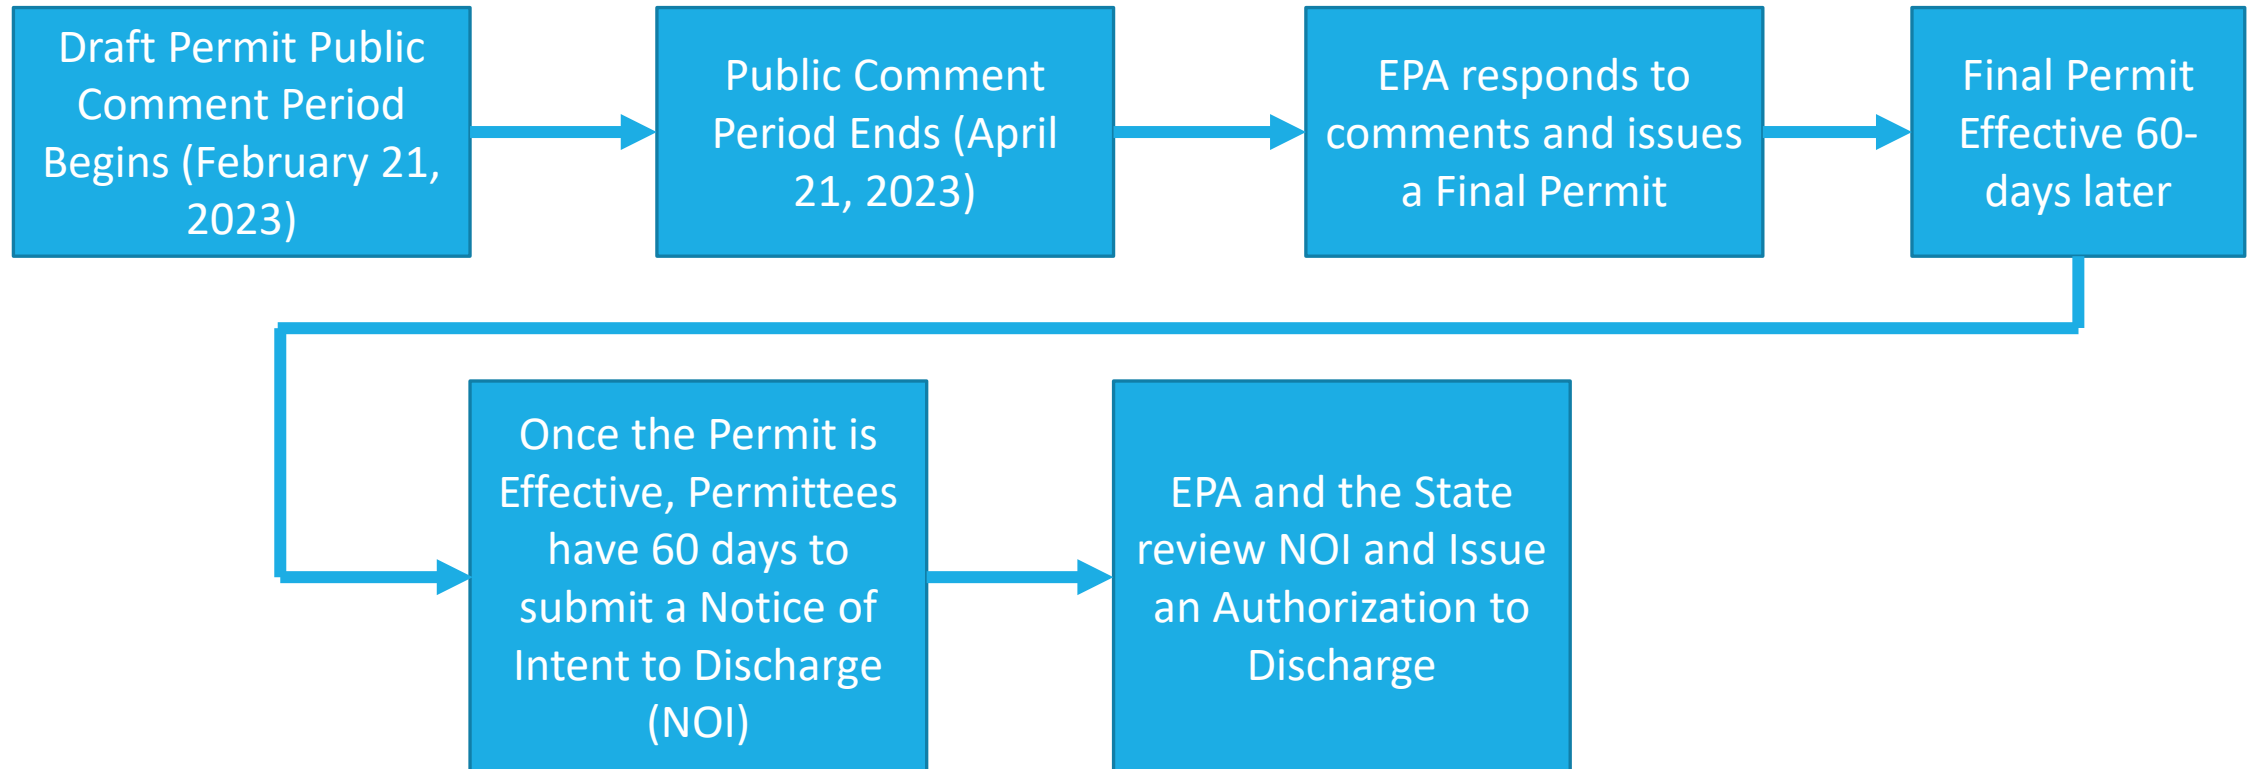 Draft Permit Public
Comment Period
Begins (February 21,
2023)
Public Comment
Period Ends (April
21, 2023)
EPA responds to
comments and issues
a Final Permit
Final Permit
Effective 60-
days later
Once the Permit is
Effective, Permittees
have 60 days to
submit a Notice of
Intent to Discharge
(NOI)
EPA and the State
review NOI and Issue
an Authorization to
Discharge